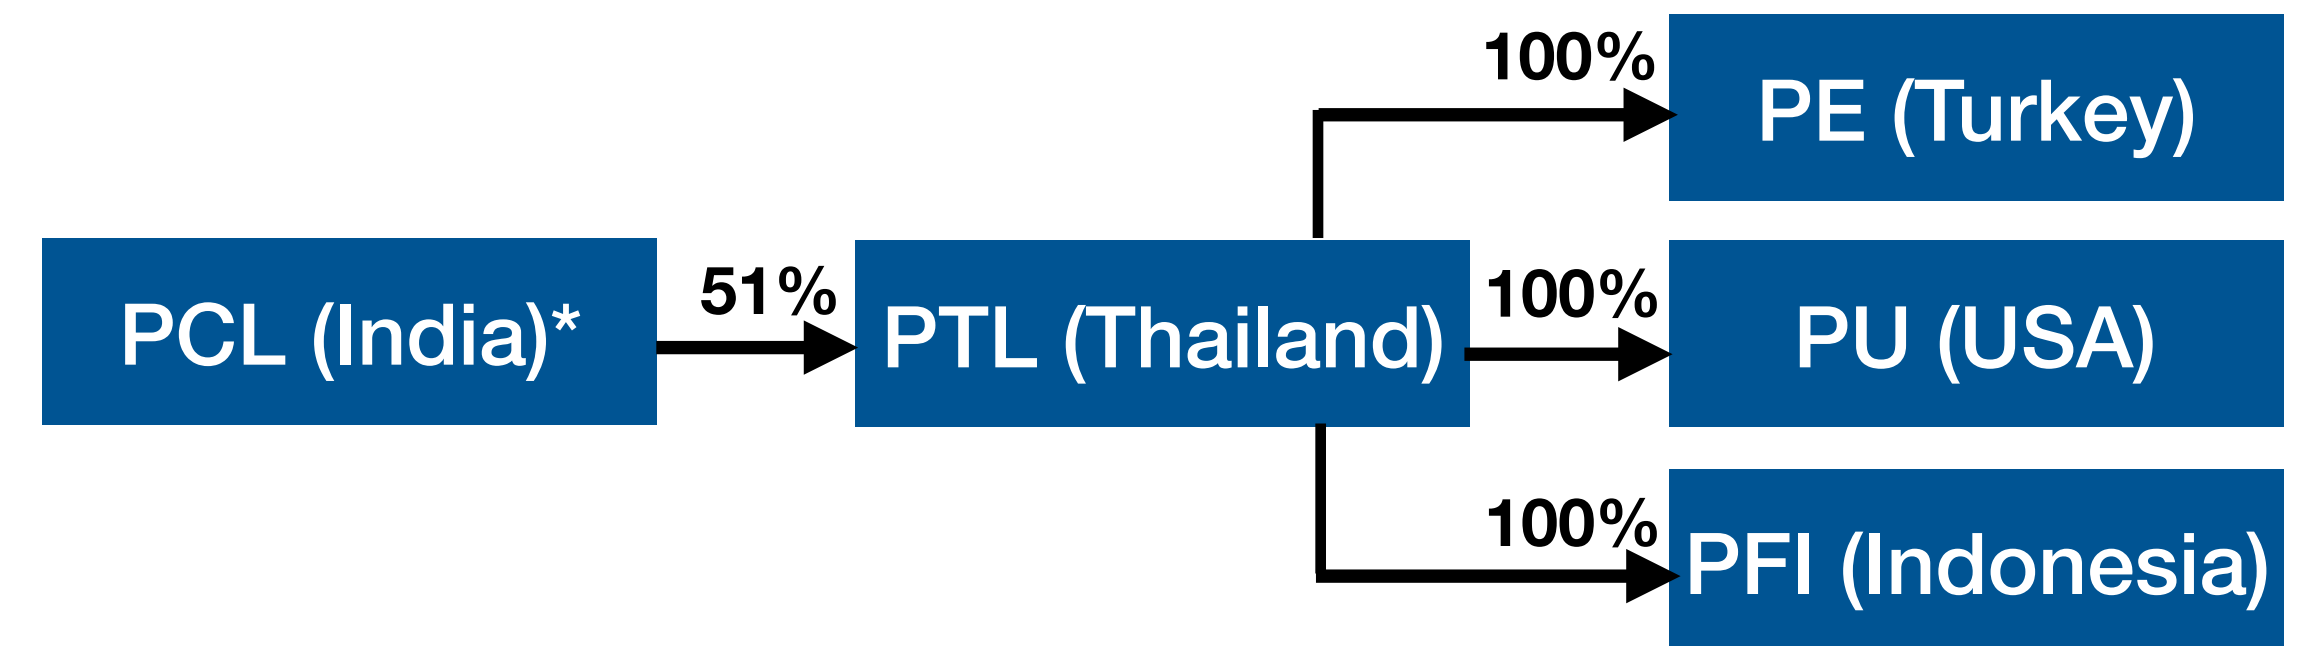 100%
PE (Turkey)
PCL (India)*
51%
PTL (Thailand)
100%
PU (USA)
100%
PFI (Indonesia)